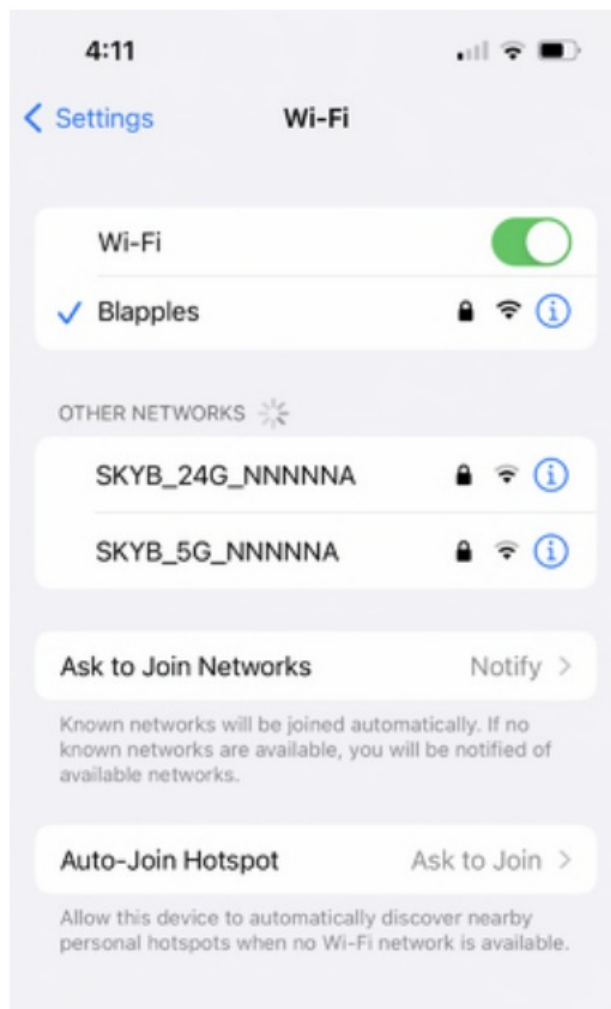 4:11
Settings
Wi-Fi
Wi-Fi
Blapples
OTHER NETWORKS
SKYB_24G_NNNNNA
SKYB_5G_NNNNNA
Ask to Join Networks Notify
Known networks will be joined automatically. If no
known networks are available, you will be notified of
available networks.
Auto-Join Hotspot Ask to Join
Allow this device to automatically discover nearby
personal hotspots when no Wi-Fi network is available.